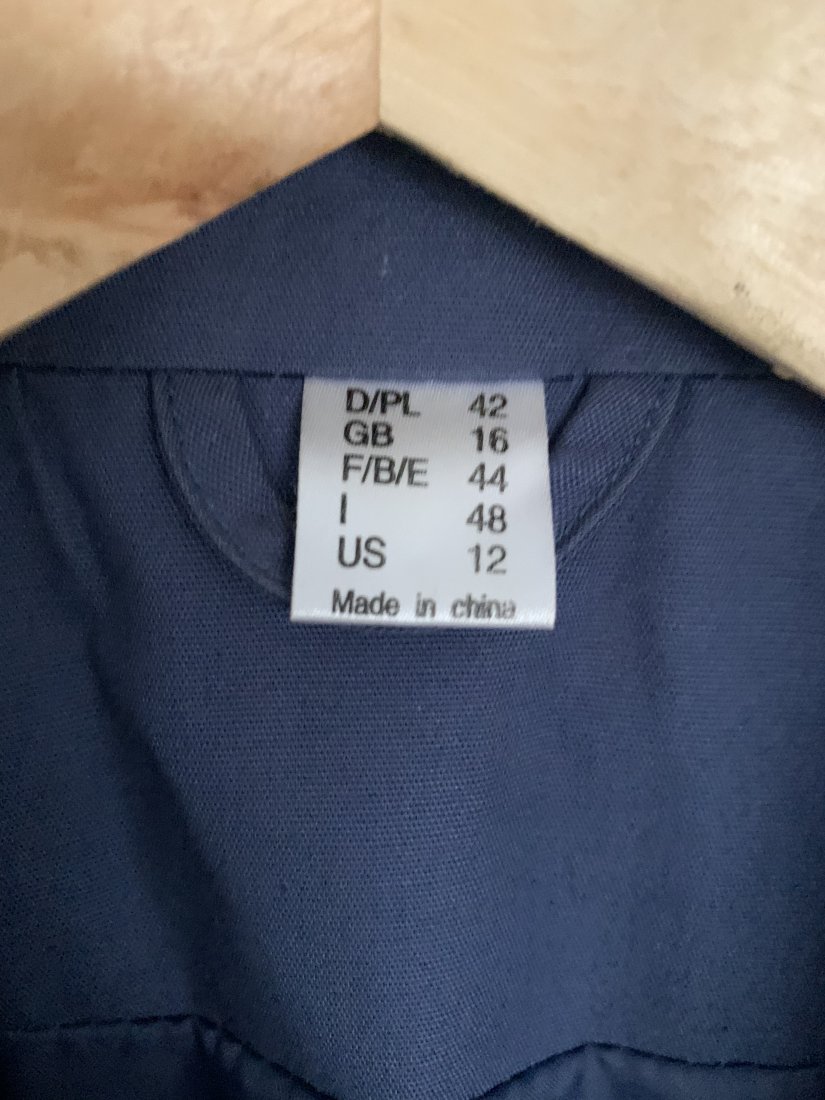 D/PL 42
GB 16
F/B/E 44
I 48
US 12
Made in china